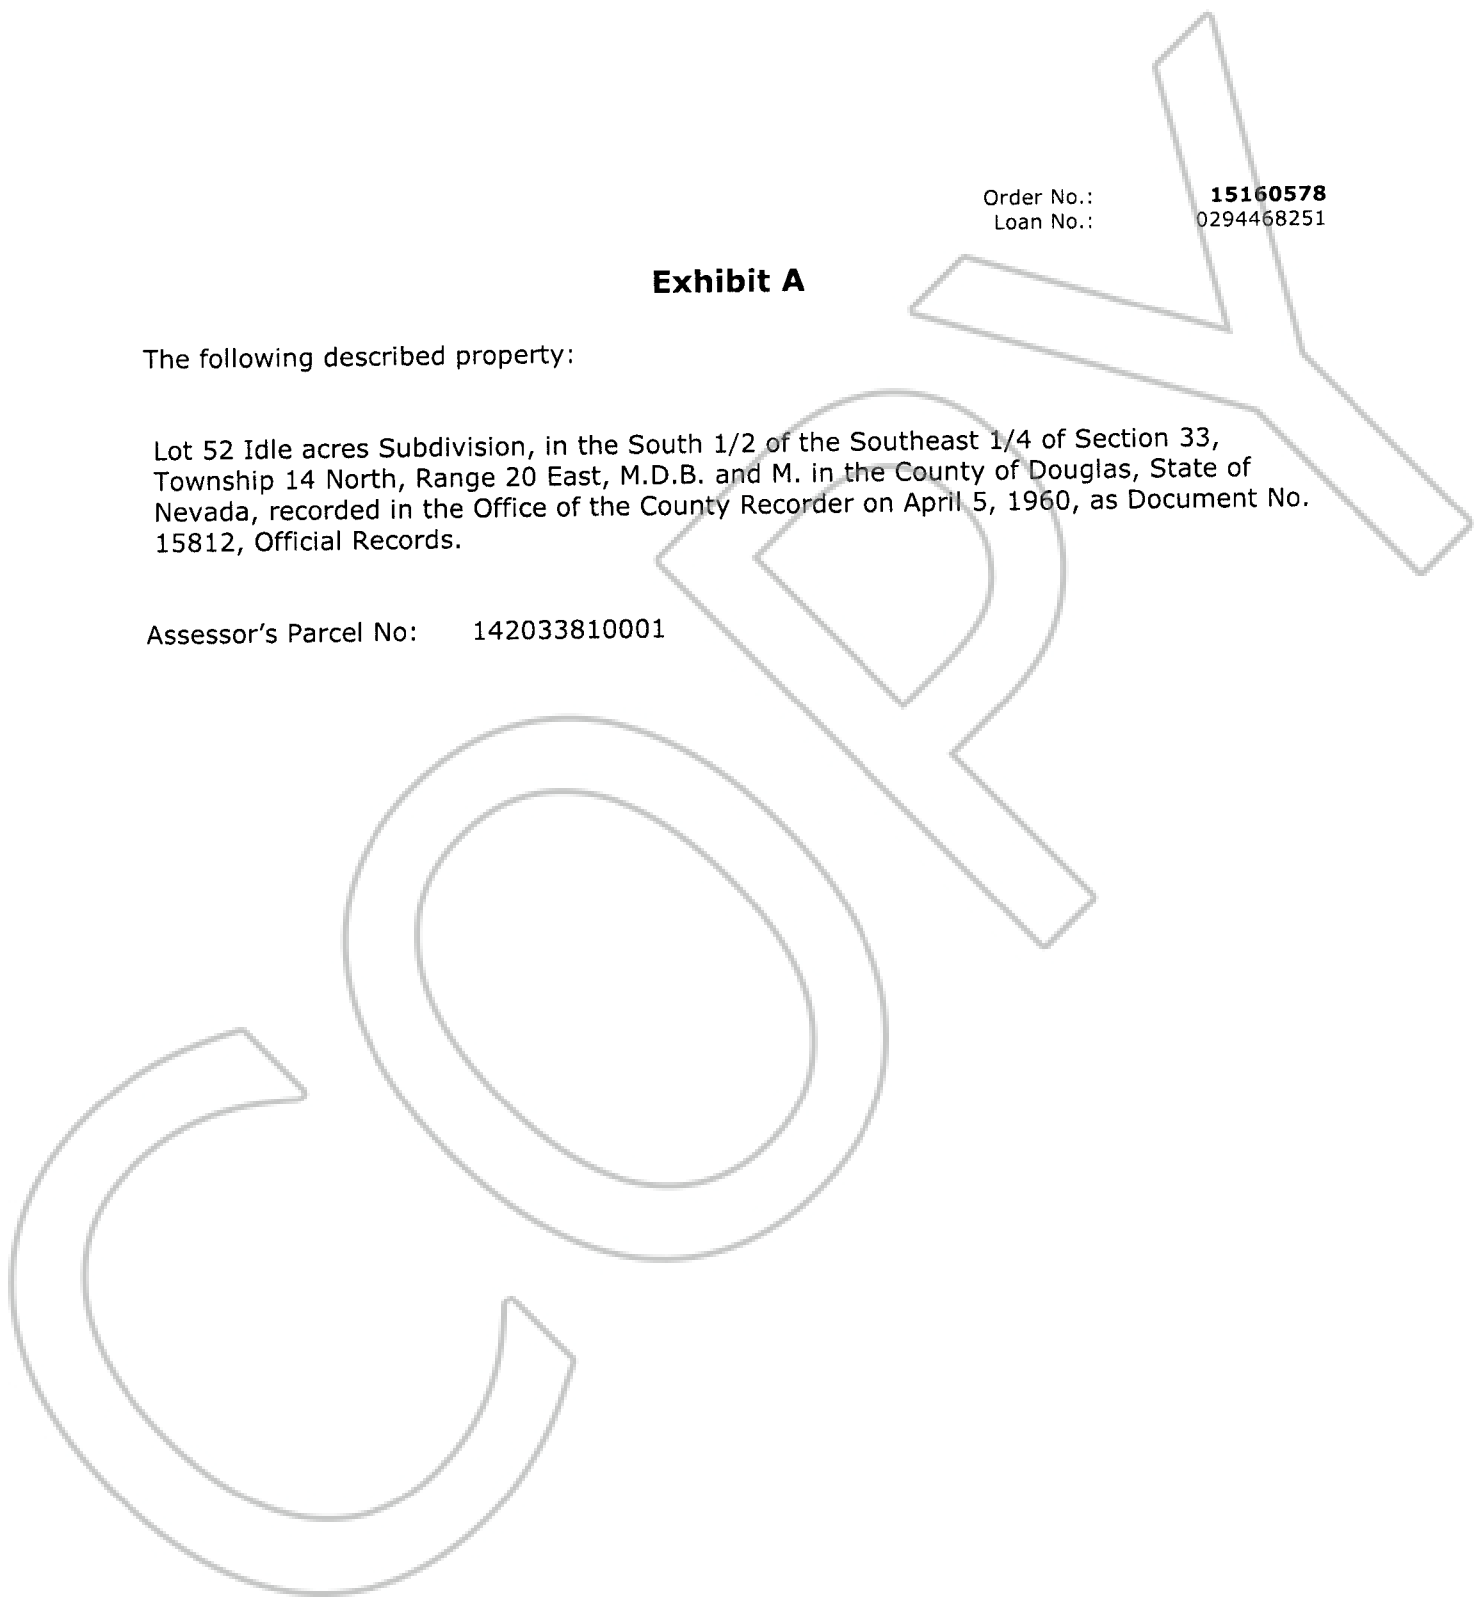 Order No.: 15160578
Loan No.: 0294468251
Exhibit A
The following described property:
Lot 52 Idle acres Subdivision, in the South 1/2 of the Southeast 1/4 of Section 33,
Township 14 North, Range 20 East, M.D.B. and M. in the County of Douglas, State of
Nevada, recorded in the Office of the County Recorder on April 5, 1960, as Document No.
15812, Official Records.
Assessor's Parcel No: 142033810001
COPY